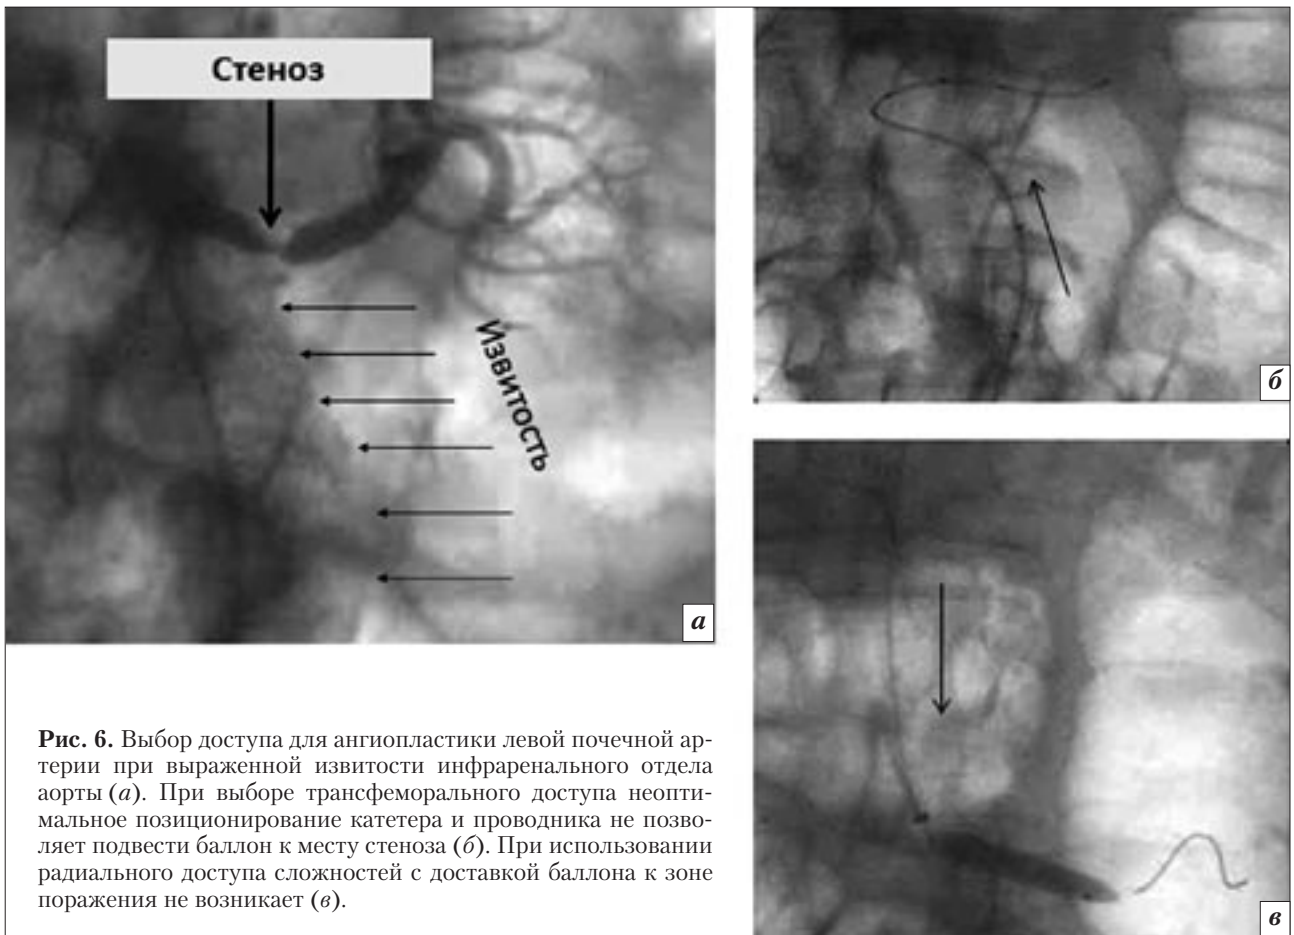 Стеноз
Извитость
а
б
в
Рис. 6. Выбор доступа для ангиопластики левой почечной ар-
терии при выраженной извитости инфраренального отдела
аорты (а). При выборе трансфеморального доступа неопти-
мальное позиционирование катетера и проводника не позво-
ляет подвести баллон к месту стеноза (б). При использовании
радиального доступа сложностей с доставкой баллона к зоне
поражения не возникает (в).